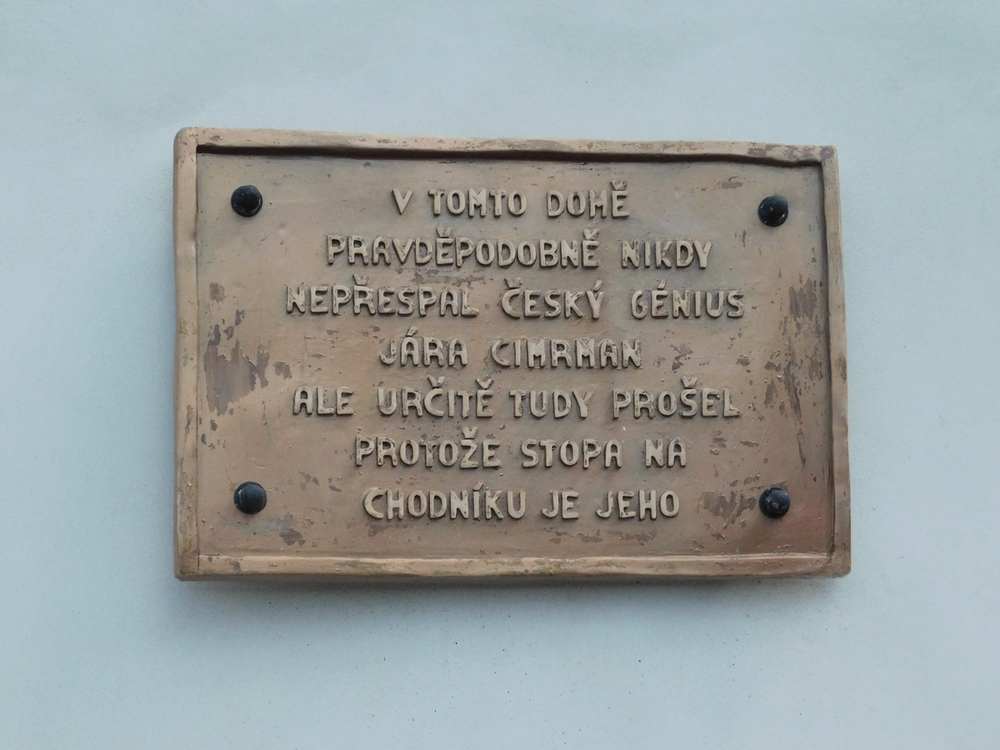 V TOMTO DOMĚ
PRAVDĚPODOBNĚ NIKDY
NEPŘESPAL ČESKÝ GÉNIUS
JÁRA CIMRMAN
ALE URČITĚ TUDY PROŠEL
PROTOŽE STOPA NA
CHODNÍKU JE JEHO